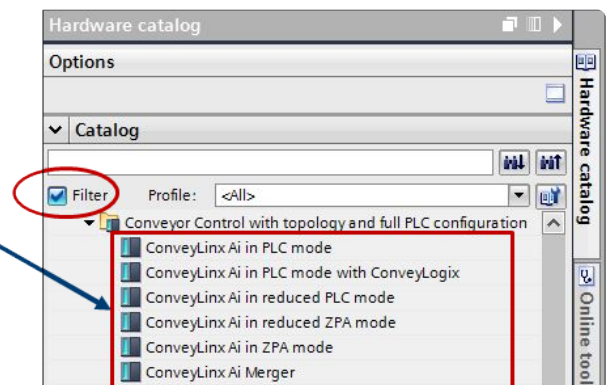 Hardware catalog
Options
Catalog
Filter Profile: <All>
Conveyor Control with topology and full PLC configuration
ConveyLinx Ai in PLC mode
ConveyLinx Ai in PLC mode with ConveyLogix
ConveyLinx Ai in reduced PLC mode
ConveyLinx Ai in reduced ZPA mode
ConveyLinx Ai in ZPA mode
ConveyLinx Ai Merger
Hardware catalog
Online tool